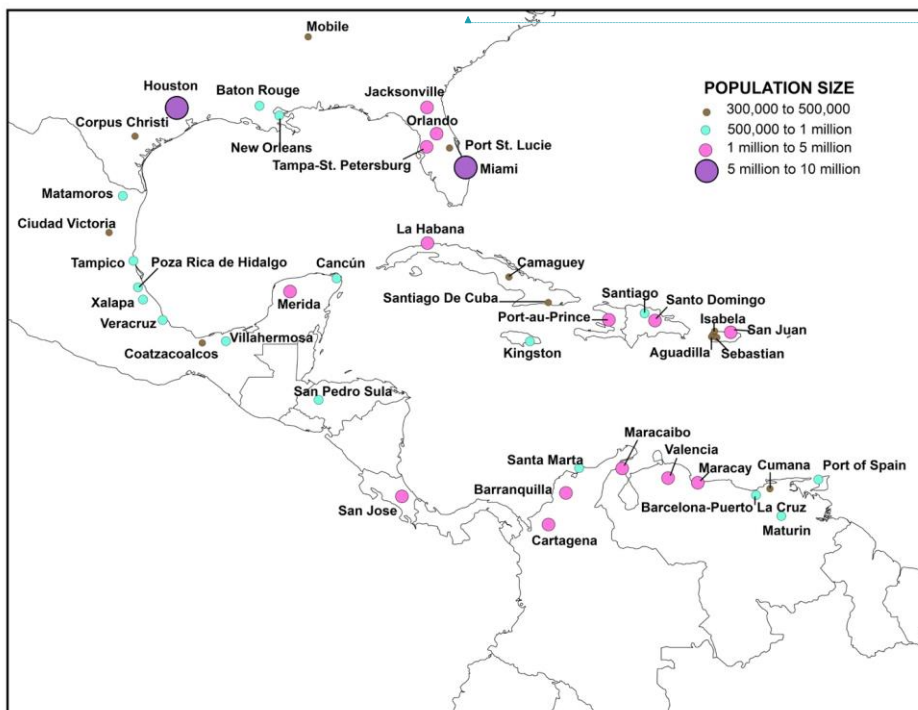 Mobile
Houston
Baton Rouge
Jacksonville
POPULATION SIZE
300,000 to 500,000
Corpus Christi
Orlando
500,000 to 1 million
New Orleans
Port St. Lucie
1 million to 5 million
Tampa-St. Petersburg
Miami
5 million to 10 million
Matamoros
Ciudad Victoria
La Habana
Tampico
Poza Rica de Hidalgo
Cancún
Camaguey
Xalapa
Merida
Santiago De Cuba
Santiago
Santo Domingo
Veracruz
Port-au-Prince
Isabela
San Juan
Coatzacoalcos
Villahermosa
Kingston
Aguadilla
Sebastian
San Pedro Sula
Maracaibo
Valencia
Santa Marta
Maracay
Cumana
Port of Spain
San Jose
Barranquilla
Barcelona-Puerto La Cruz
Cartagena
Maturin